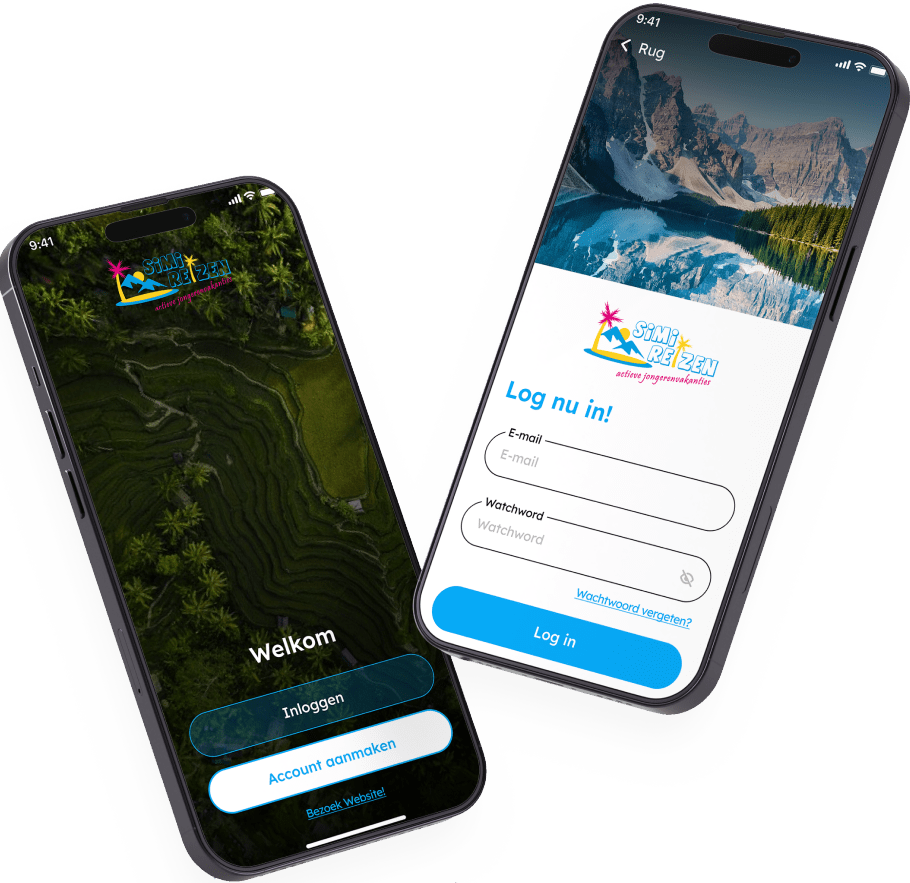 9:41
SiMi
REiZEN
actieve jongerenvakanties
Welkom
Inloggen
Account aanmaken
Bezoek Website!
9:41
Rug
SiMi
REiZEN
actieve jongerenvakanties
Log nu in!
E-mail
E-mail
Watchword
Watchword
Wachtwoord vergeten?
Log in